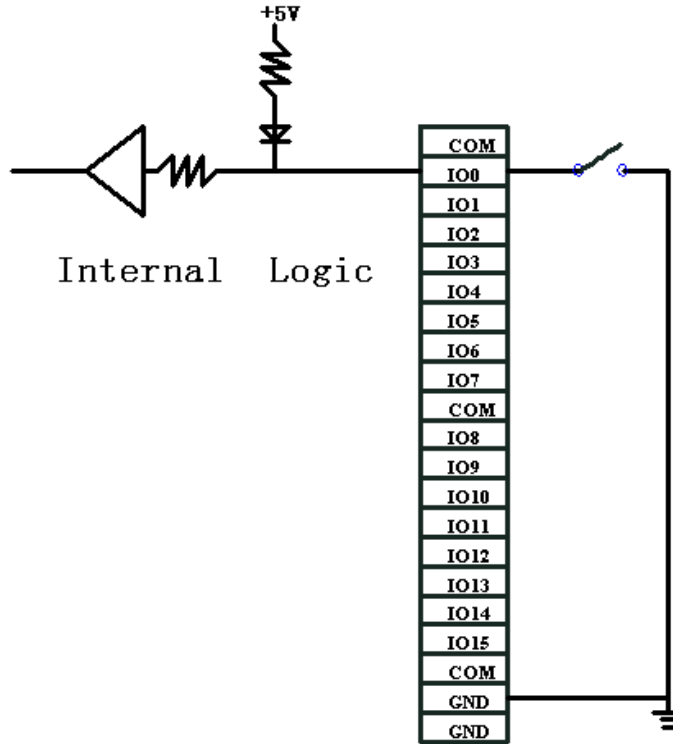 +5V
COM
IO0
IO1
IO2
Internal Logic
IO3
IO4
IO5
IO6
IO7
COM
IO8
IO9
IO10
IO11
IO12
IO13
IO14
IO15
COM
GND
GND